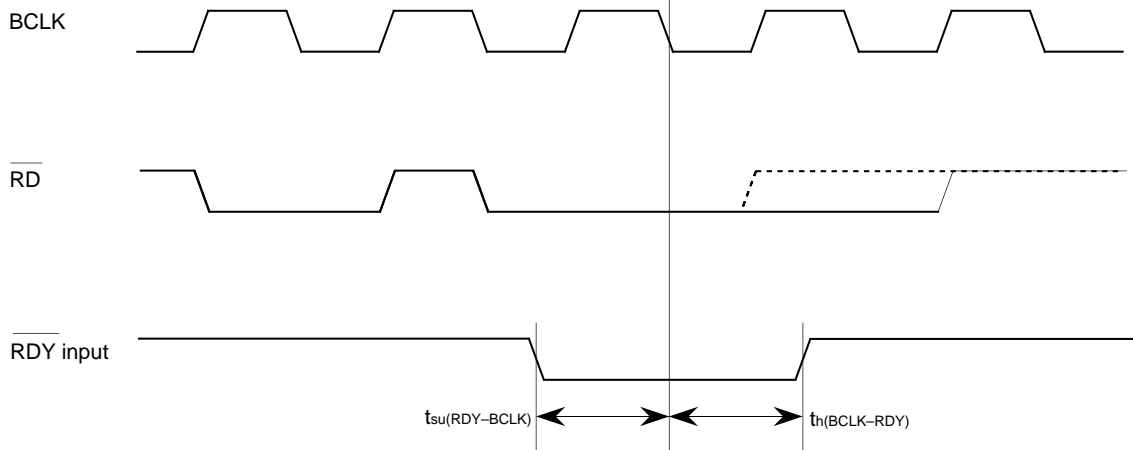 BCLK
RD
RDY input
tsu(RDY–BCLK)
th(BCLK–RDY)